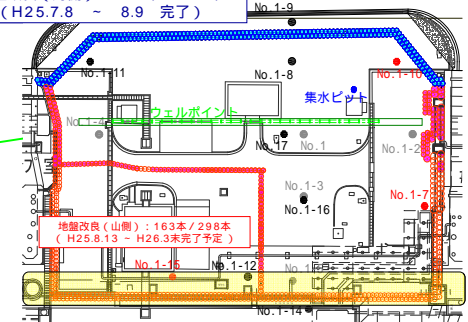 (H25.7.8 ~ 8.9 完了)
No.1-9
No.1-11
No.1-8
No.1-10
集水ピット
ウェルポイント
No.1-4
No.17
No.1
No.1-2
No.1-3
No.1-16
No.1-7
地盤改良(山側):163本/298本
(H25.8.13 ~ H26.3末完了予定)
No.1-15
No.1-12
No.1-14